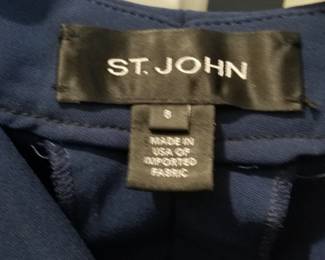 ST. JOHN
8
MADE IN
USA OF
IMPORTED
FABRIC